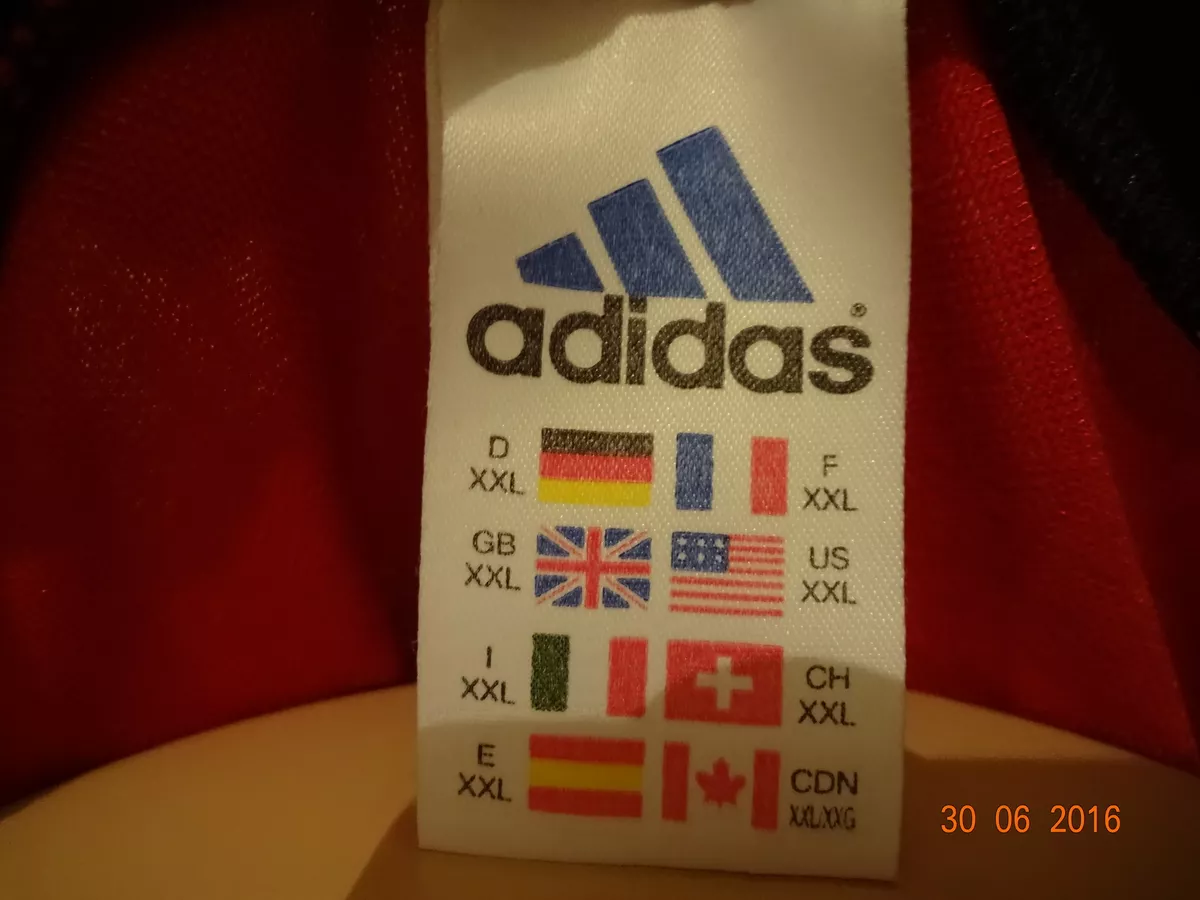 adidas®
D
XXL
F
XXL
GB
XXL
US
XXL
I
XXL
CH
XXL
E
XXL
CDN
XXL/XXG
30 06 2016